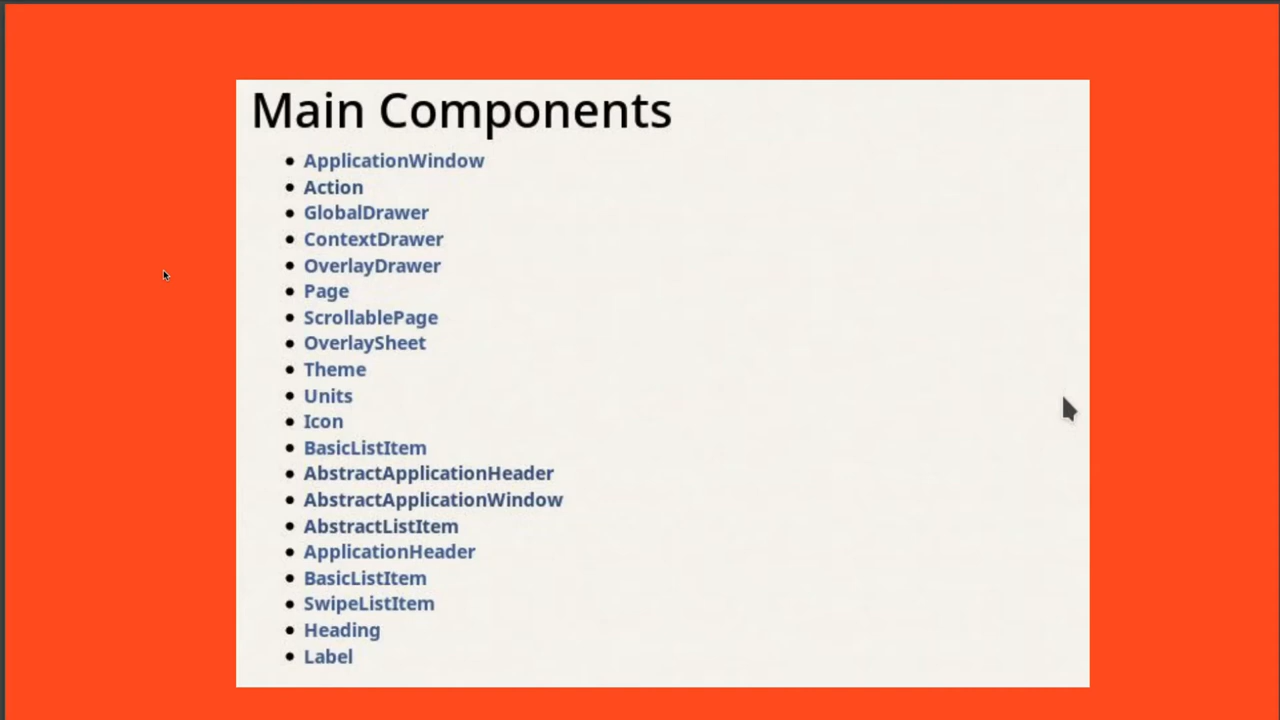 Main Components
ApplicationWindow
Action
GlobalDrawer
ContextDrawer
OverlayDrawer
Page
ScrollablePage
OverlaySheet
Theme
Units
Icon
BasicListItem
AbstractApplicationHeader
AbstractApplicationWindow
AbstractListItem
ApplicationHeader
BasicListItem
SwipeListItem
Heading
Label